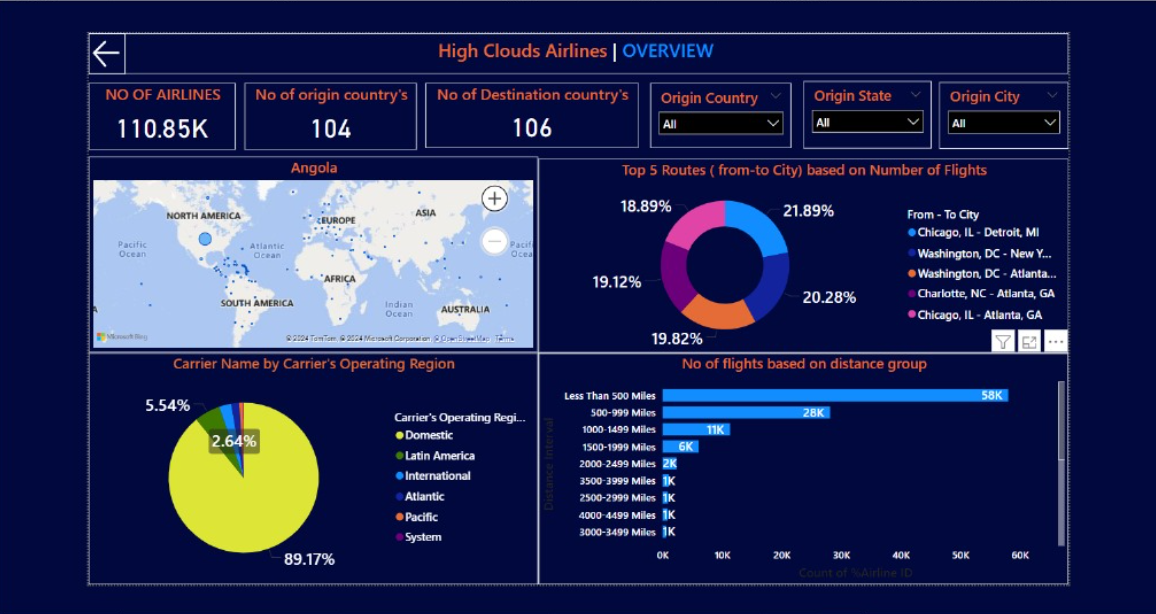 High Clouds Airlines | OVERVIEW
NO OF AIRLINES
110.85K
No of origin country's
104
No of Destination country's
106
Origin Country
All
Origin State
All
Origin City
All
Angola
NORTH AMERICA
EUROPE
ASIA
Pacific
Ocean
Atlantic
Ocean
Pacifi
Ocea
AFRICA
SOUTH AMERICA
Indian
Ocean
AUSTRALIA
A
Microsoft Bing
© 2024 TomTom, © 2024 Microsoft Corporation, © OpenStreetMap Terms
Top 5 Routes ( from-to City) based on Number of Flights
18.89%
21.89%
19.12%
20.28%
19.82%
From - To City
Chicago, IL - Detroit, MI
Washington, DC - New Y...
Washington, DC - Atlanta...
Charlotte, NC - Atlanta, GA
Chicago, IL - Atlanta, GA
Carrier Name by Carrier's Operating Region
5.54%
2.64%
89.17%
Carrier's Operating Regi...
Domestic
Latin America
International
Atlantic
Pacific
System
No of flights based on distance group
Distance Interval
Less Than 500 Miles 58K
500-999 Miles 28K
1000-1499 Miles 11K
1500-1999 Miles 6K
2000-2499 Miles 2K
3500-3999 Miles 1K
2500-2999 Miles 1K
4000-4499 Miles 1K
3000-3499 Miles 1K
0K 10K 20K 30K 40K 50K 60K
Count of %Airline ID